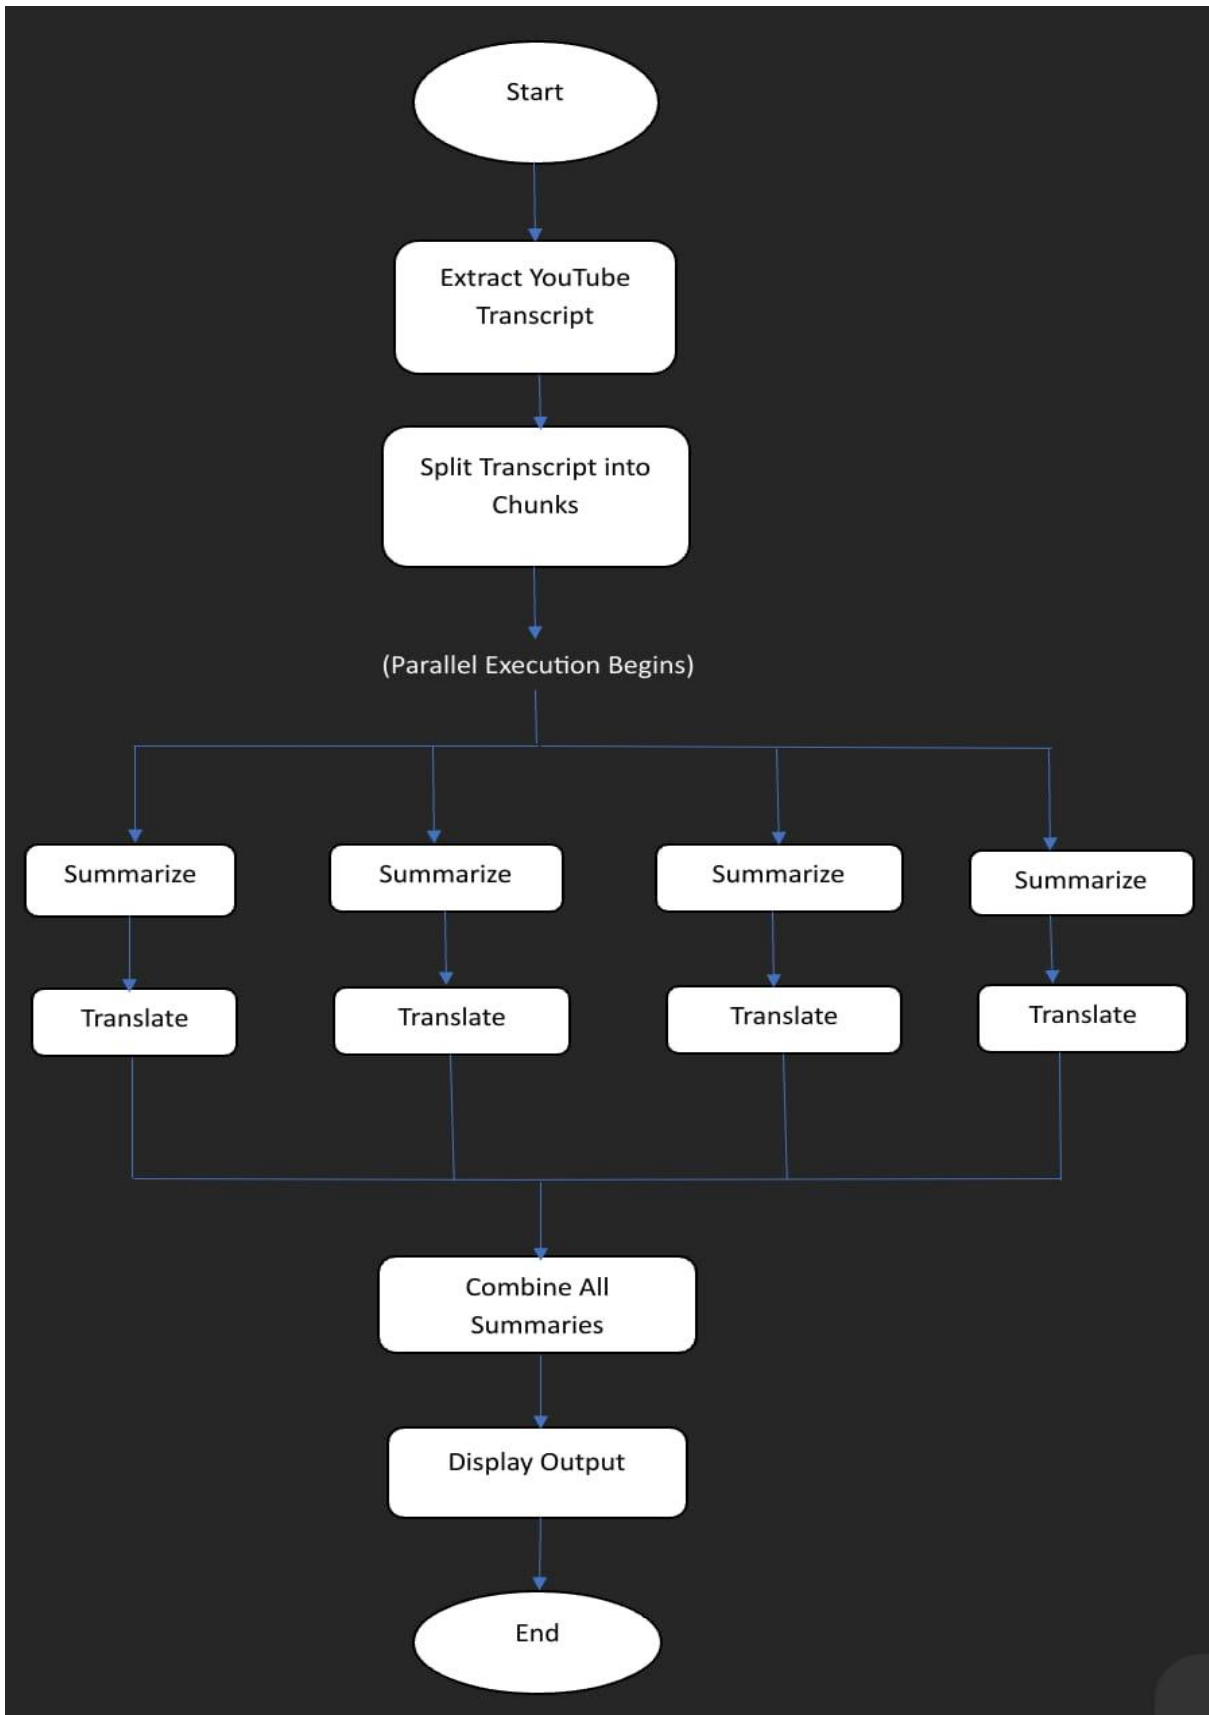 Start
Extract YouTube
Transcript
Split Transcript into
Chunks
(Parallel Execution Begins)
Summarize
Summarize
Summarize
Summarize
Translate
Translate
Translate
Translate
Combine All
Summaries
Display Output
End